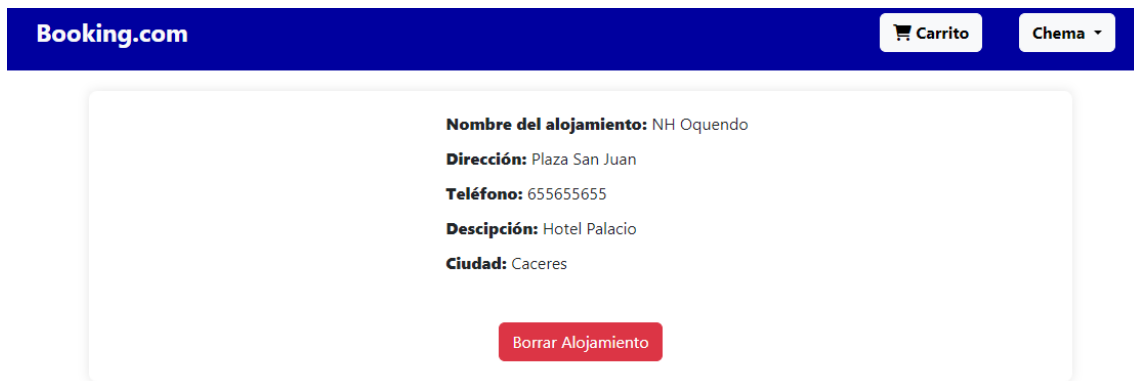 Booking.com
Carrito
Chema
Nombre del alojamiento: NH Oquendo
Dirección: Plaza San Juan
Teléfono: 655655655
Descipción: Hotel Palacio
Ciudad: Caceres
Borrar Alojamiento